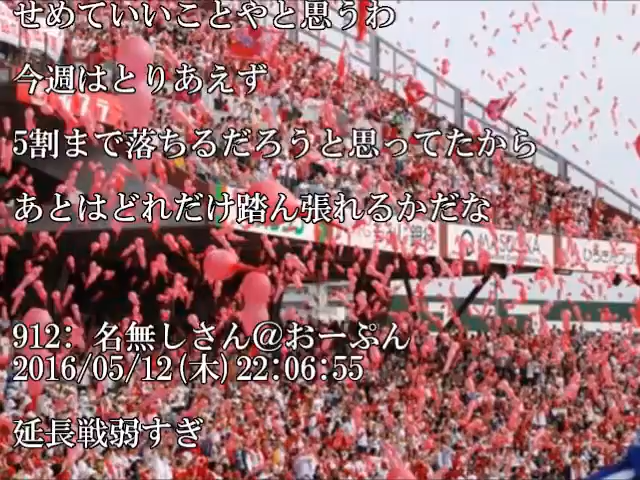 せめていいことやと思うわ
今週はとりあえず
5割まで落ちるだろうと思ってたから
あとはどれだけ踏ん張れるかだな
912: 名無しさん@おーぷん
2016/05/12(木)22:06:55
延長戦弱すぎ